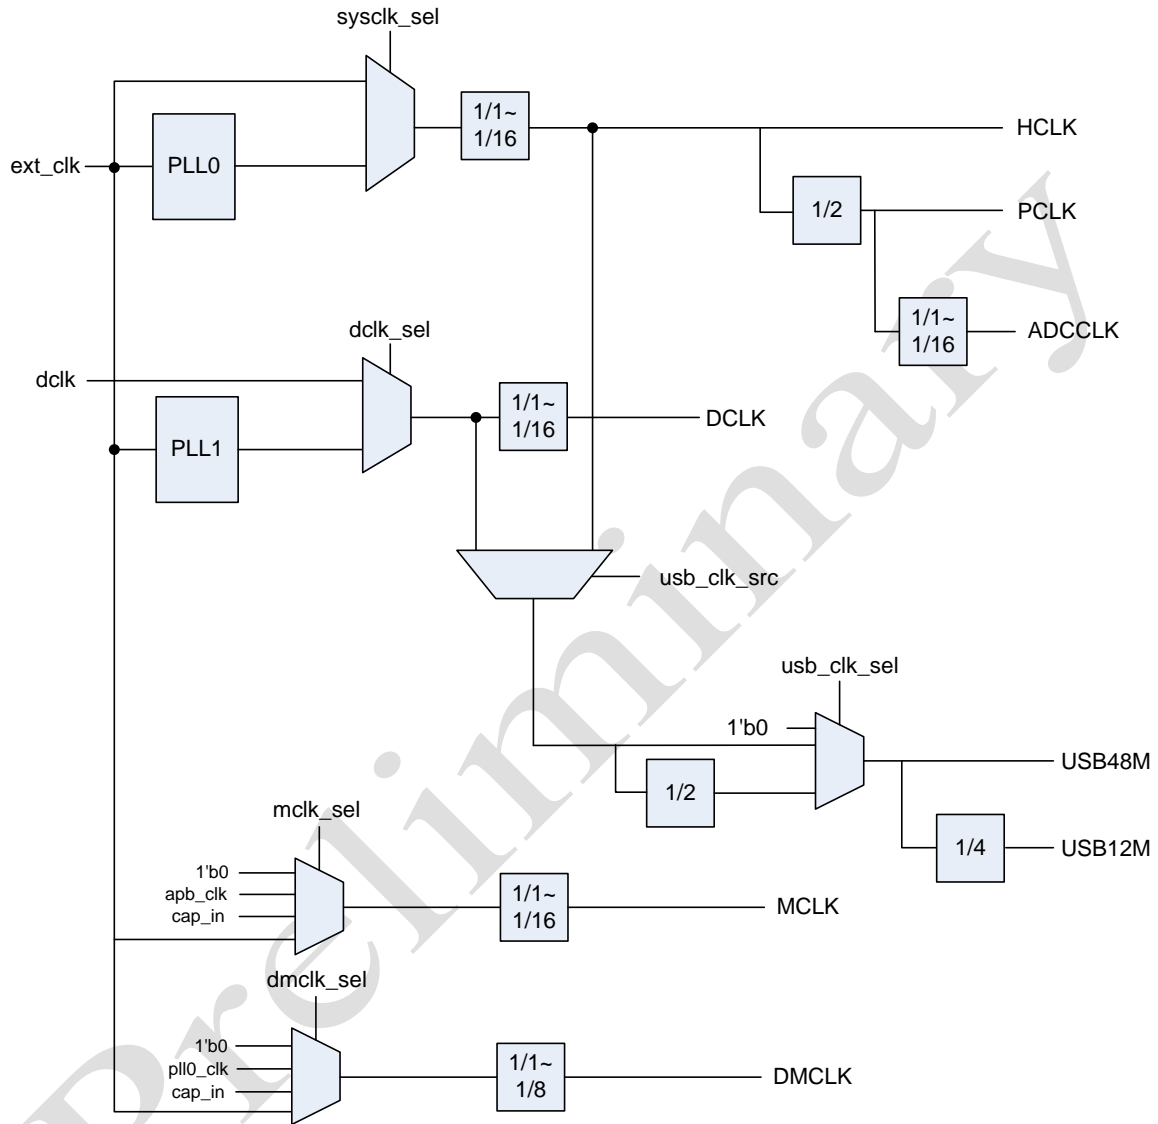 sysclk_sel
1/1~
1/16
HCLK
ext_clk
PLL0
1/2
PCLK
1/1~
1/16
ADCCLK
dclk_sel
dclk
1/1~
1/16
DCLK
PLL1
usb_clk_src
usb_clk_sel
1'b0
USB48M
1/2
mclk_sel
1/4
USB12M
1'b0
apb_clk
cap_in
1/1~
1/16
MCLK
dmclk_sel
1'b0
pll0_clk
cap_in
1/1~
1/8
DMCLK
Preliminary